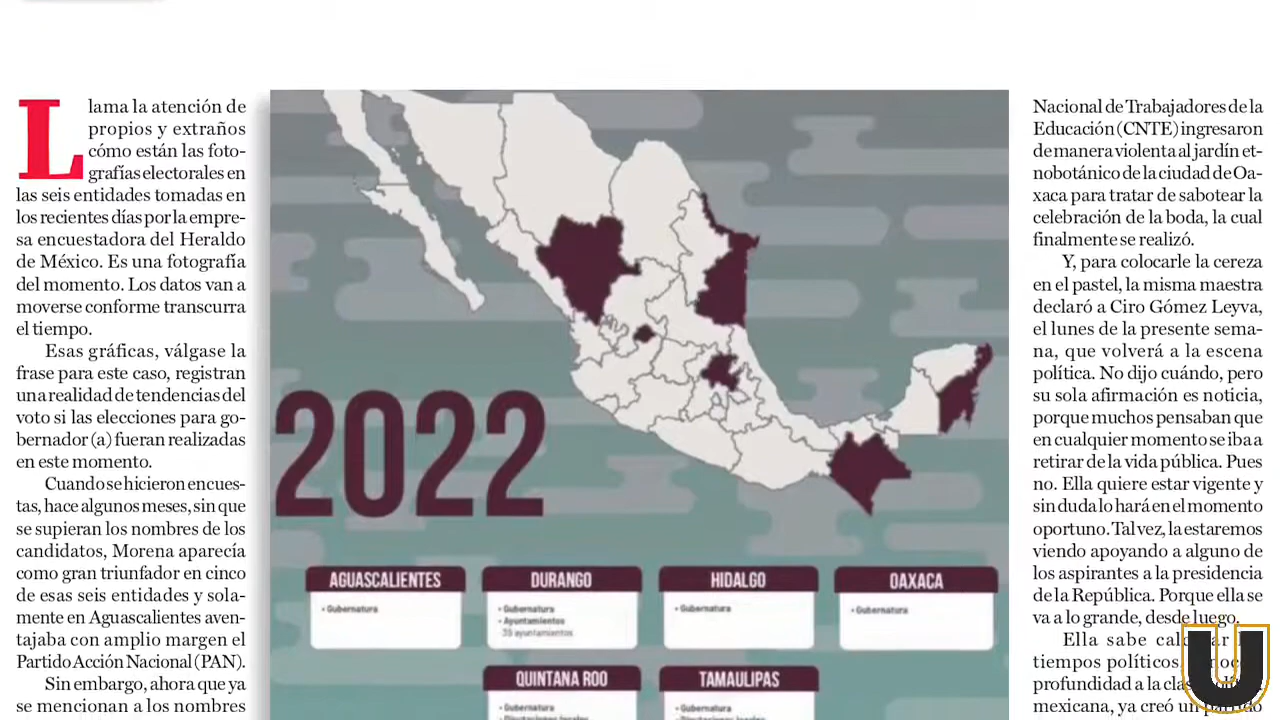 Llama la atención de
propios y extraños
cómo están las foto-
grafías electorales en
las seis entidades tomadas en
los recientes días por la empre-
sa encuestadora del Heraldo
de México. Es una fotografía
del momento. Los datos van a
moverse conforme transcurra
el tiempo.
Esas gráficas, válgase la
frase para este caso, registran
una realidad de tendencias del
voto si las elecciones para go-
bernador (a) fueran realizadas
en este momento.
Cuando se hicieron encues-
tas, hace algunos meses, sin que
se supieran los nombres de los
candidatos, Morena aparecía
como gran triunfador en cinco
de esas seis entidades y sola-
mente en Aguascalientes aven-
tajaba con amplio margen el
Partido Acción Nacional (PAN).
Sin embargo, ahora que ya
se mencionan a los nombres
2022
AGUASCALIENTES
• Gubernatura
DURANGO
• Gubernatura
• Ayuntamientos
39 ayuntamientos
HIDALGO
• Gubernatura
OAXACA
• Gubernatura
QUINTANA ROO
• Gubernatura
• Diputaciones locales
TAMAULIPAS
• Gubernatura
• Diputaciones locales
Nacional de Trabajadores de la
Educación (CNTE) ingresaron
de manera violenta al jardín et-
nobotánico de la ciudad de Oa-
xaca para tratar de sabotear la
celebración de la boda, la cual
finalmente se realizó.
Y, para colocarle la cereza
en el pastel, la misma maestra
declaró a Ciro Gómez Leyva,
el lunes de la presente sema-
na, que volverá a la escena
política. No dijo cuándo, pero
su sola afirmación es noticia,
porque muchos pensaban que
en cualquier momento se iba a
retirar de la vida pública. Pues
no. Ella quiere estar vigente y
sin duda lo hará en el momento
oportuno. Tal vez, la estaremos
viendo apoyando a alguno de
los aspirantes a la presidencia
de la República. Porque ella se
va a lo grande, desde luego.
Ella sabe
tiempos políticos,
profundidad a la
mexicana, ya creó un
U